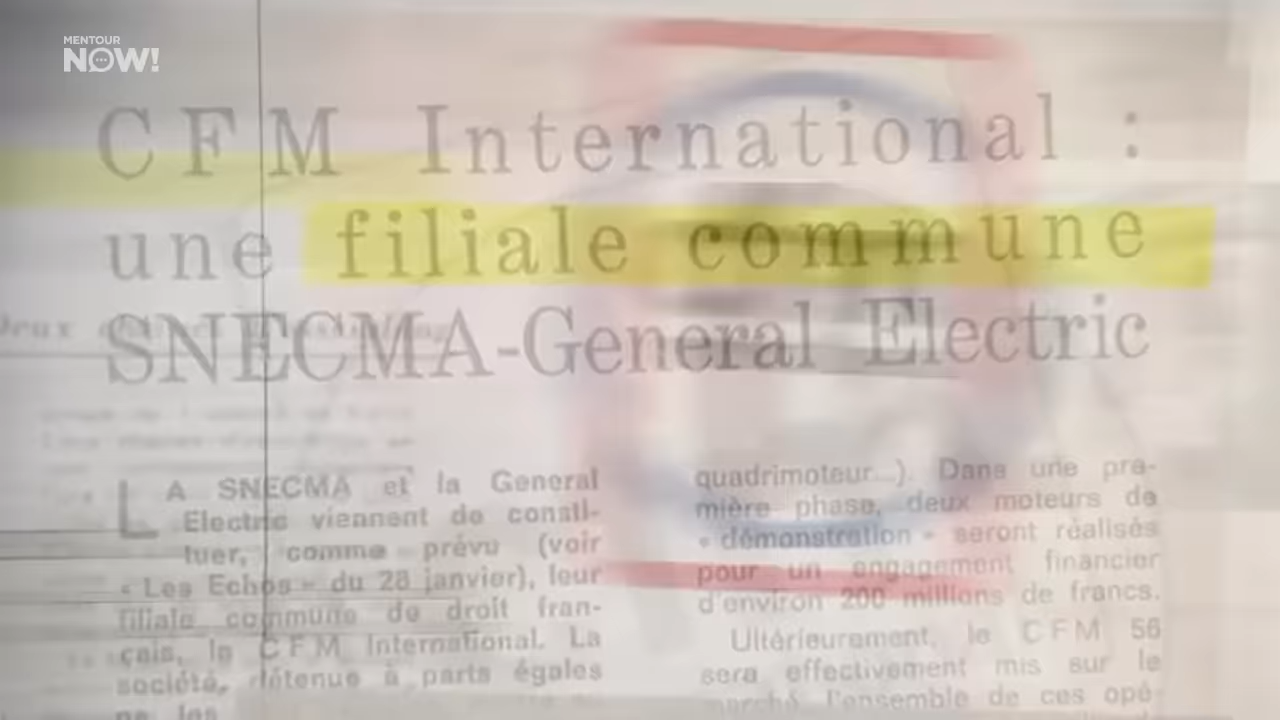 MENTOUR
NOW!
CFM International :
une filiale commune
SNECMA-General Electric
LA SNECMA et la General
Electric viennent de consti-
tuer, comme prévu (voir
« Les Echos » du 28 janvier), leur
filiale commune de droit fran-
çais, la CFM International. La
société, détenue à parts égales
quadrimoteur...). Dans une pre-
mière phase, deux moteurs de
« démonstration » seront réalisés
pour un engagement financier
d'environ 200 millions de francs.
Ultérieurement, le CFM 56
sera effectivement mis sur le
marché, l'ensemble de ces opé-